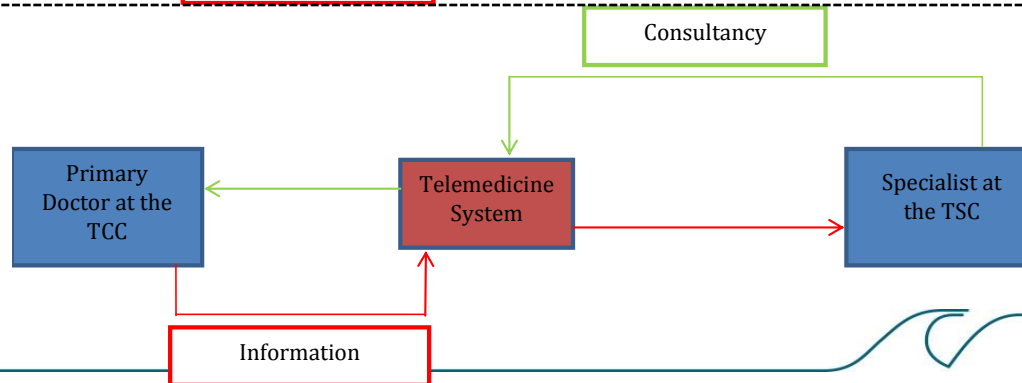 Consultancy
Primary
Doctor at the
TCC
Telemedicine
System
Specialist at
the TSC
Information